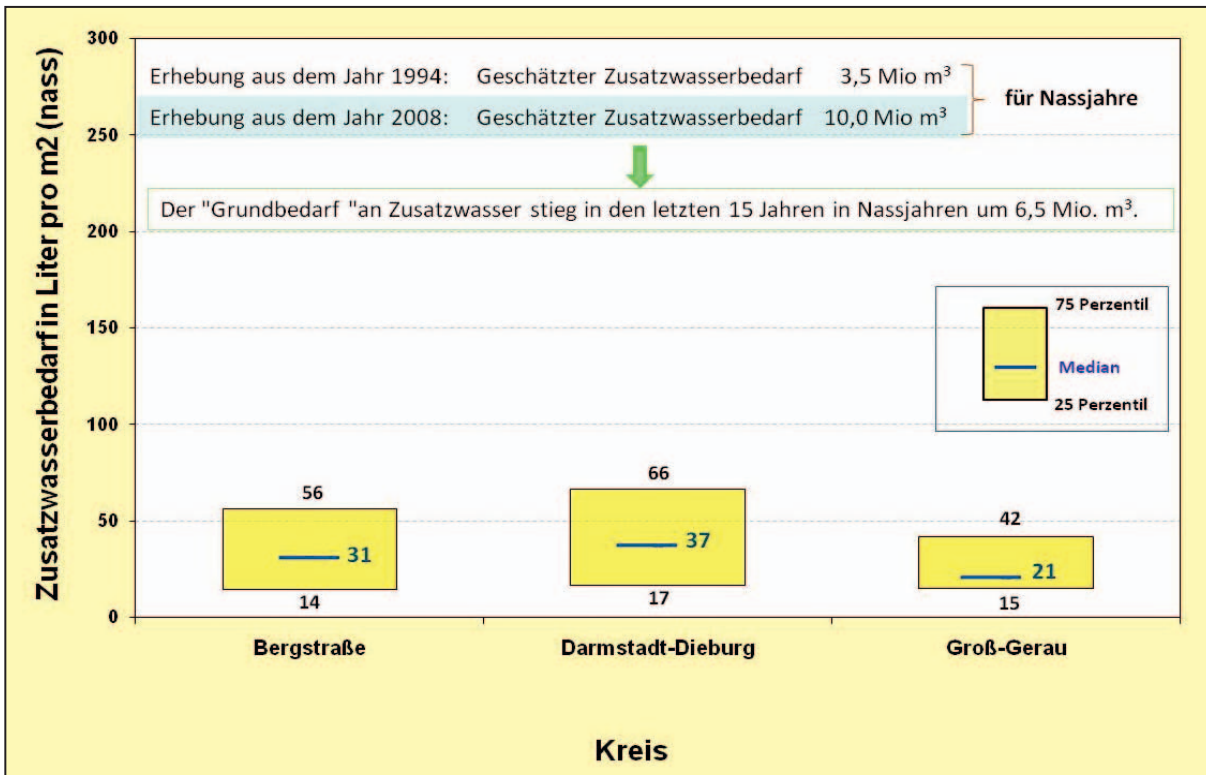 Zusatzwasserbedarf in Liter pro m2 (nass)
300
250
200
150
100
50
0
Erhebung aus dem Jahr 1994: Geschätzter Zusatzwasserbedarf 3,5 Mio m³
Erhebung aus dem Jahr 2008: Geschätzter Zusatzwasserbedarf 10,0 Mio m³
für Nassjahre
Der "Grundbedarf "an Zusatzwasser stieg in den letzten 15 Jahren in Nassjahren um 6,5 Mio. m³.
75 Perzentil
Median
25 Perzentil
56
31
14
66
37
17
42
21
15
Bergstraße Darmstadt-Dieburg Groß-Gerau
Kreis